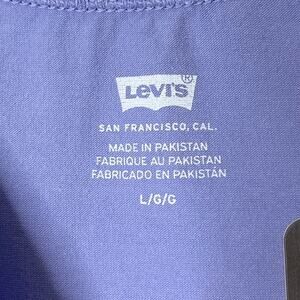 Levi's®
SAN FRANCISCO, CAL.
MADE IN PAKISTAN
FABRIQUE AU PAKISTAN
FABRICADO EN PAKISTÁN
L/G/G